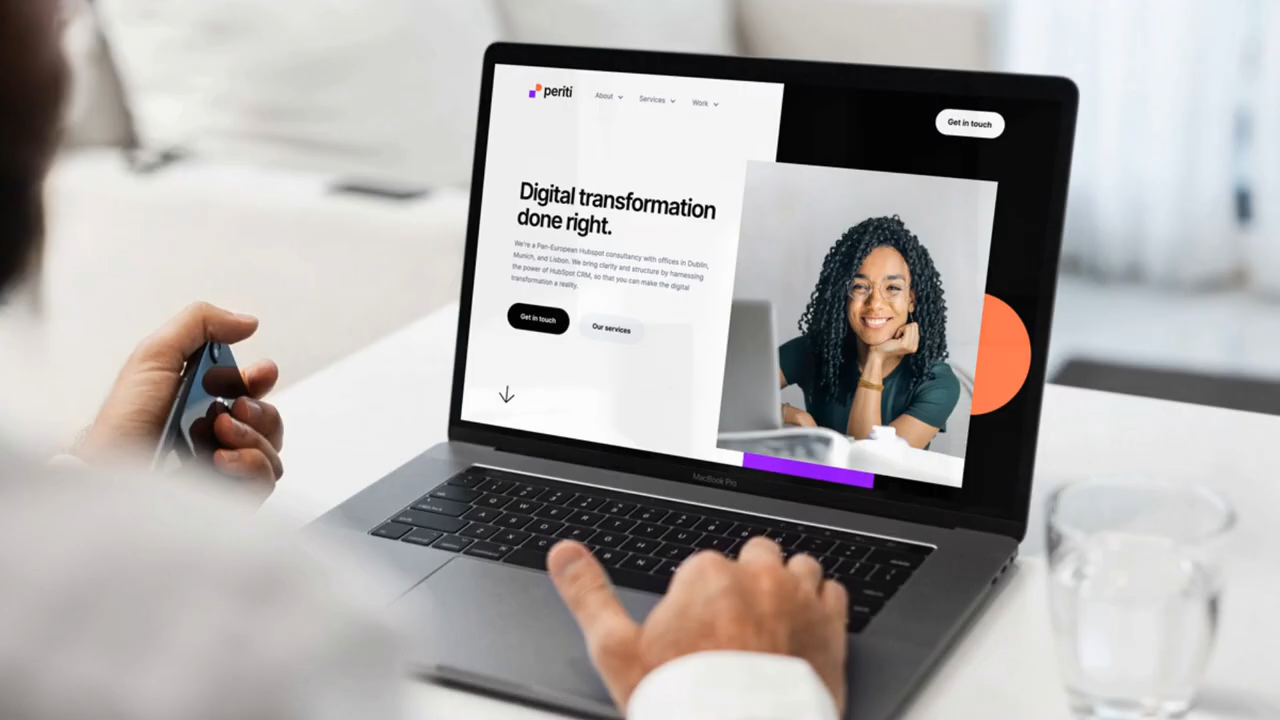 periti
About
Services
Work
Get in touch
Digital transformation
done right.
We're a Pan-European Hubspot consultancy with offices in Dublin,
Munich, and Lisbon. We bring clarity and structure by harnessing
the power of HubSpot CRM, so that you can make the digital
transformation a reality.
Get in touch
Our services
MacBook Pro